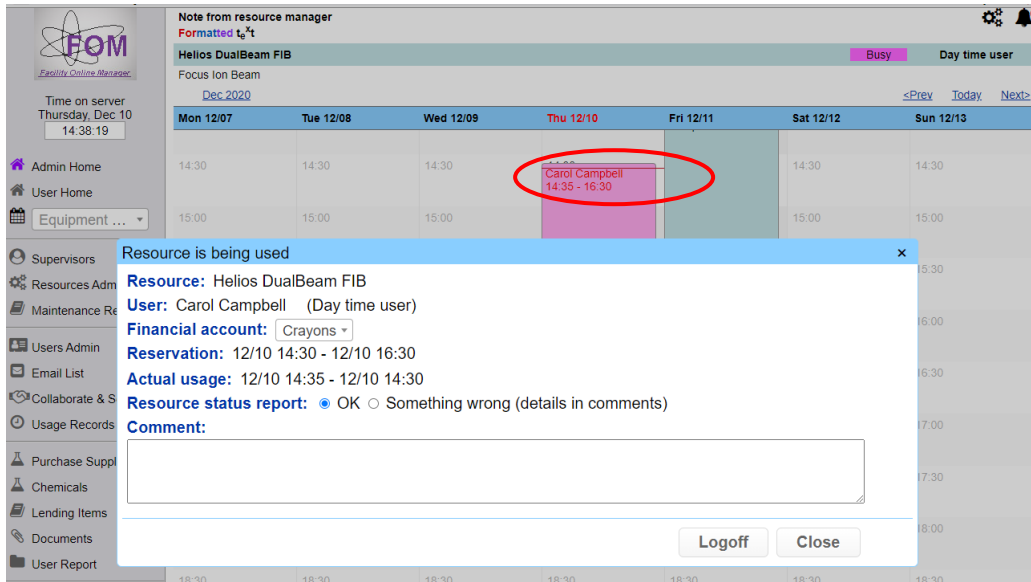 FOM
Facility Online Manager
Time on server
Thursday, Dec 10
14:38:19
Admin Home
User Home
Equipment ...
Supervisors
Resources Adm
Maintenance Re
Users Admin
Email List
Collaborate & S
Usage Records
Purchase Suppl
Chemicals
Lending Items
Documents
User Report
Note from resource manager
Formatted text
Helios DualBeam FIB Busy Day time user
Focus Ion Beam
Dec 2020 <Prev Today Next>
Mon 12/07 Tue 12/08 Wed 12/09 Thu 12/10 Fri 12/11 Sat 12/12 Sun 12/13
14:30 14:30 14:30 14:30 14:30
Carol Campbell
14:35 - 16:30
15:00 15:00 15:00 15:00 15:00
Resource is being used ×
Resource: Helios DualBeam FIB
User: Carol Campbell (Day time user)
Financial account: Crayons
Reservation: 12/10 14:30 - 12/10 16:30
Actual usage: 12/10 14:35 - 12/10 14:30
Resource status report: OK Something wrong (details in comments)
Comment:
Logoff Close
15:30
16:00
16:30
17:00
17:30
18:00
18:30 18:30 18:30 18:30 18:30 18:30 18:30